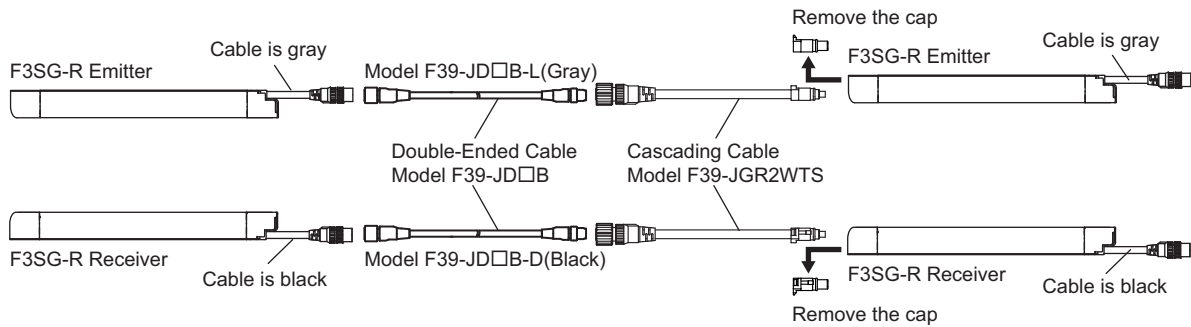 Remove the cap
Cable is gray
Cable is gray
F3SG-R Emitter
Model F39-JD□B-L(Gray)
F3SG-R Emitter
Double-Ended Cable
Model F39-JD□B
Cascading Cable
Model F39-JGR2WTS
F3SG-R Receiver
Model F39-JD□B-D(Black)
F3SG-R Receiver
Cable is black
Cable is black
Remove the cap